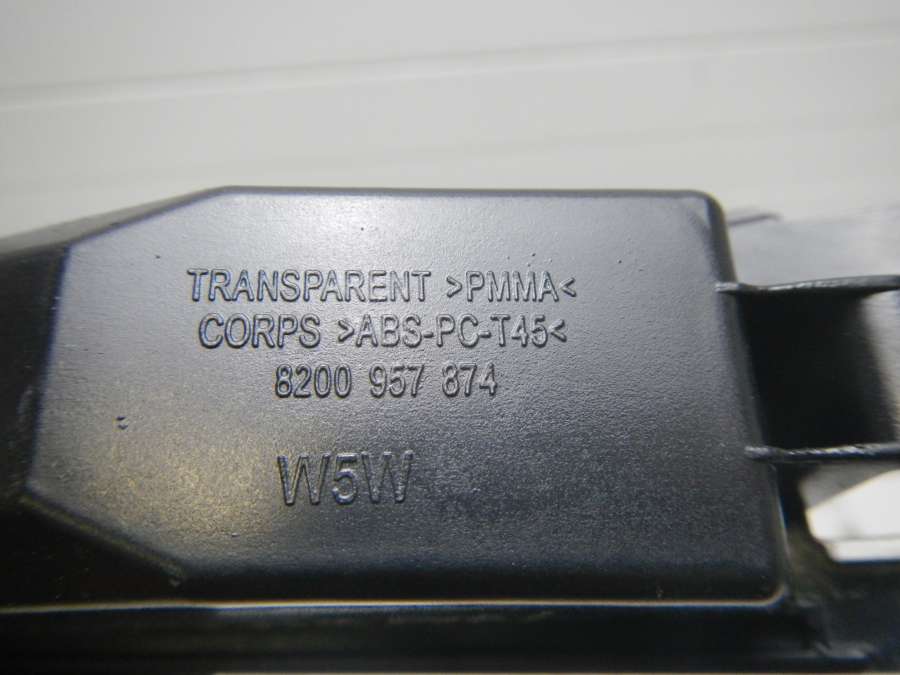 TRANSPARENT >PMMA<
CORPS >ABS-PC-T45<
8200 957 874
W5W